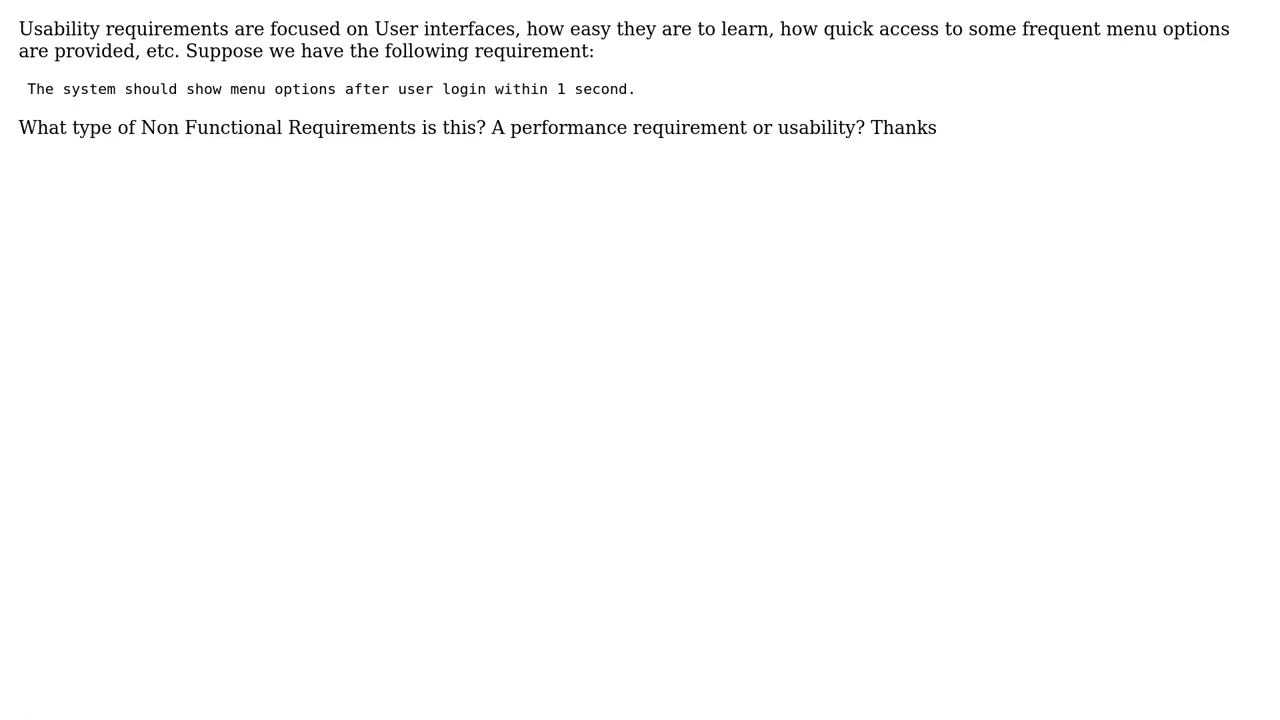 Usability requirements are focused on User interfaces, how easy they are to learn, how quick access to some frequent menu options
are provided, etc. Suppose we have the following requirement:
The system should show menu options after user login within 1 second.
What type of Non Functional Requirements is this? A performance requirement or usability? Thanks